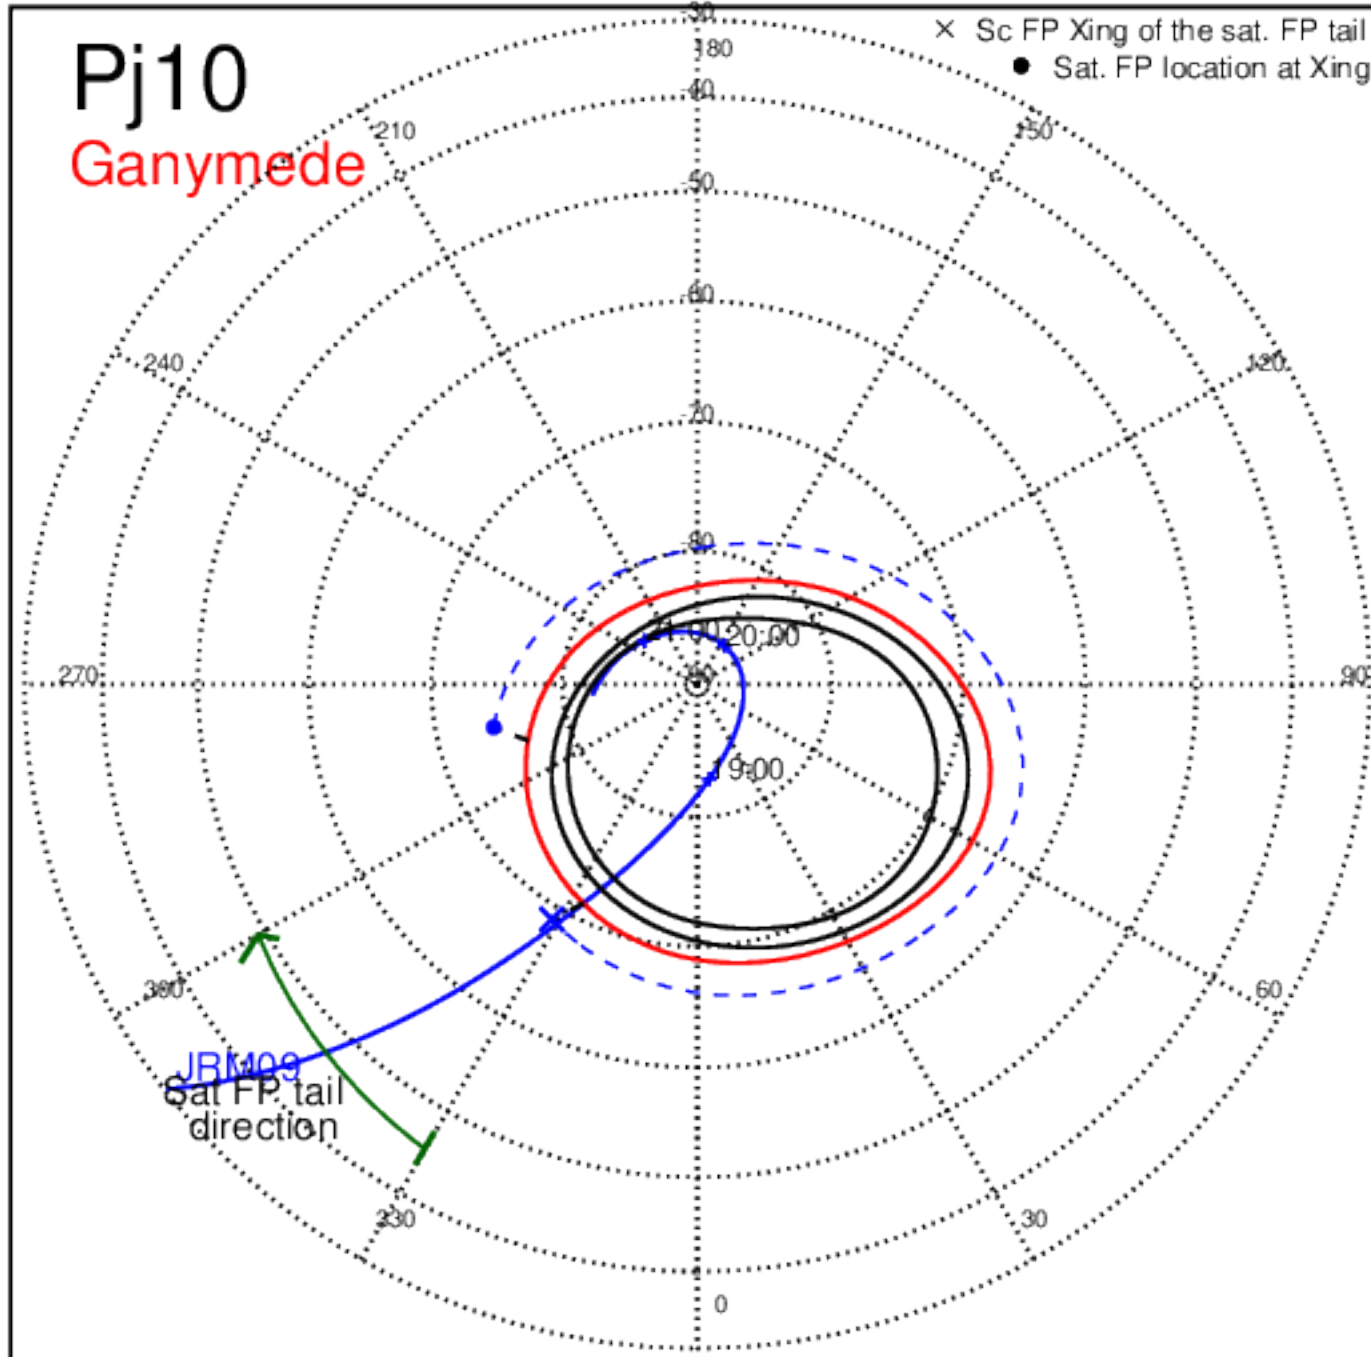 Pj10
Ganymede
× Sc FP Xing of the sat. FP tail
● Sat. FP location at Xing
-30
180
-40
210
150
-50
-60
240
120
-70
-80
20:00
270
90
19:00
300
60
JRM09
Sat FP tail
direction
330
30
0